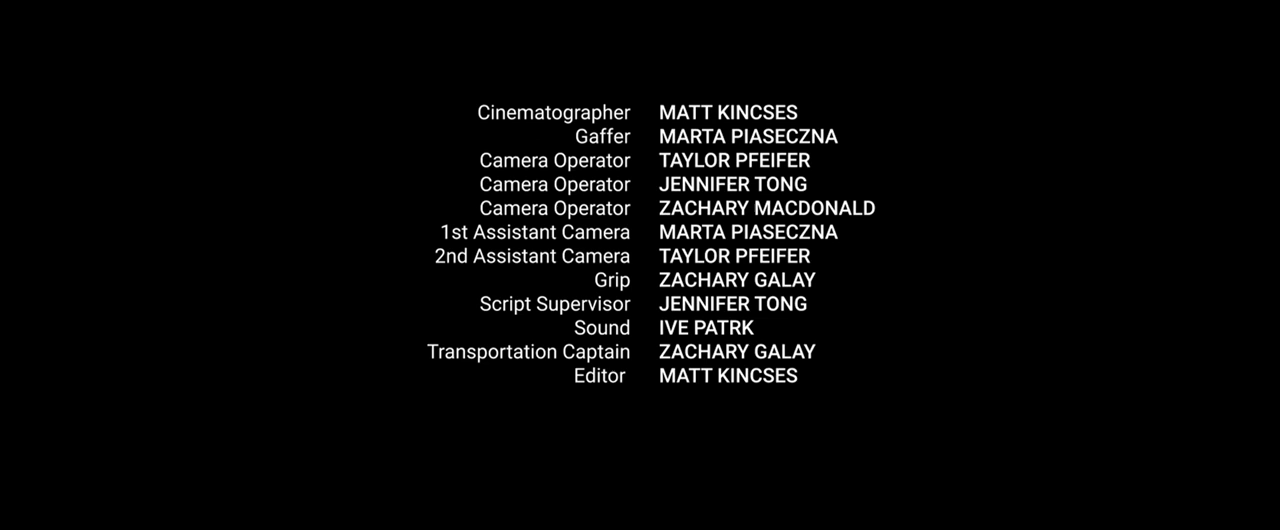 Cinematographer MATT KINCSES
Gaffer MARTA PIASECZNA
Camera Operator TAYLOR PFEIFER
Camera Operator JENNIFER TONG
Camera Operator ZACHARY MACDONALD
1st Assistant Camera MARTA PIASECZNA
2nd Assistant Camera TAYLOR PFEIFER
Grip ZACHARY GALAY
Script Supervisor JENNIFER TONG
Sound IVE PATRK
Transportation Captain ZACHARY GALAY
Editor MATT KINCSES